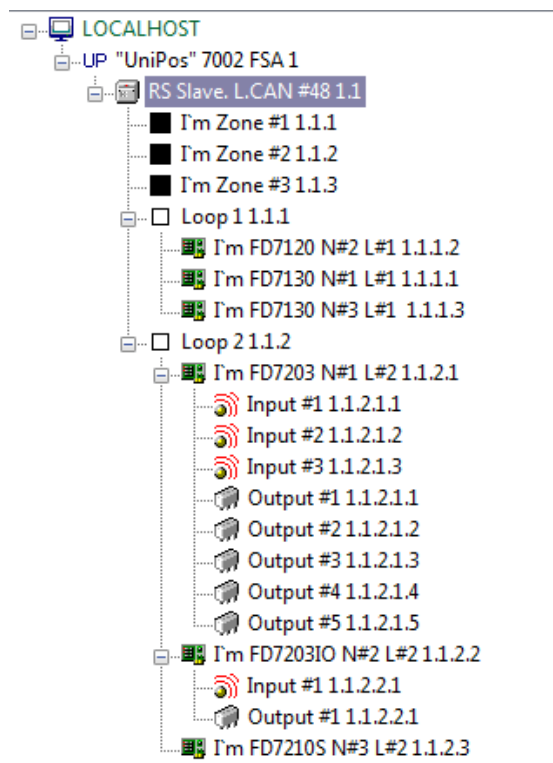 LOCALHOST
UP "UniPos" 7002 FSA 1
RS Slave. L.CAN #48 1.1
I`m Zone #1 1.1.1
I`m Zone #2 1.1.2
I`m Zone #3 1.1.3
Loop 1 1.1.1
I`m FD7120 N#2 L#1 1.1.1.2
I`m FD7130 N#1 L#1 1.1.1.1
I`m FD7130 N#3 L#1  1.1.1.3
Loop 2 1.1.2
I`m FD7203 N#1 L#2 1.1.2.1
Input #1 1.1.2.1.1
Input #2 1.1.2.1.2
Input #3 1.1.2.1.3
Output #1 1.1.2.1.1
Output #2 1.1.2.1.2
Output #3 1.1.2.1.3
Output #4 1.1.2.1.4
Output #5 1.1.2.1.5
I`m FD7203IO N#2 L#2 1.1.2.2
Input #1 1.1.2.2.1
Output #1 1.1.2.2.1
I`m FD7210S N#3 L#2 1.1.2.3